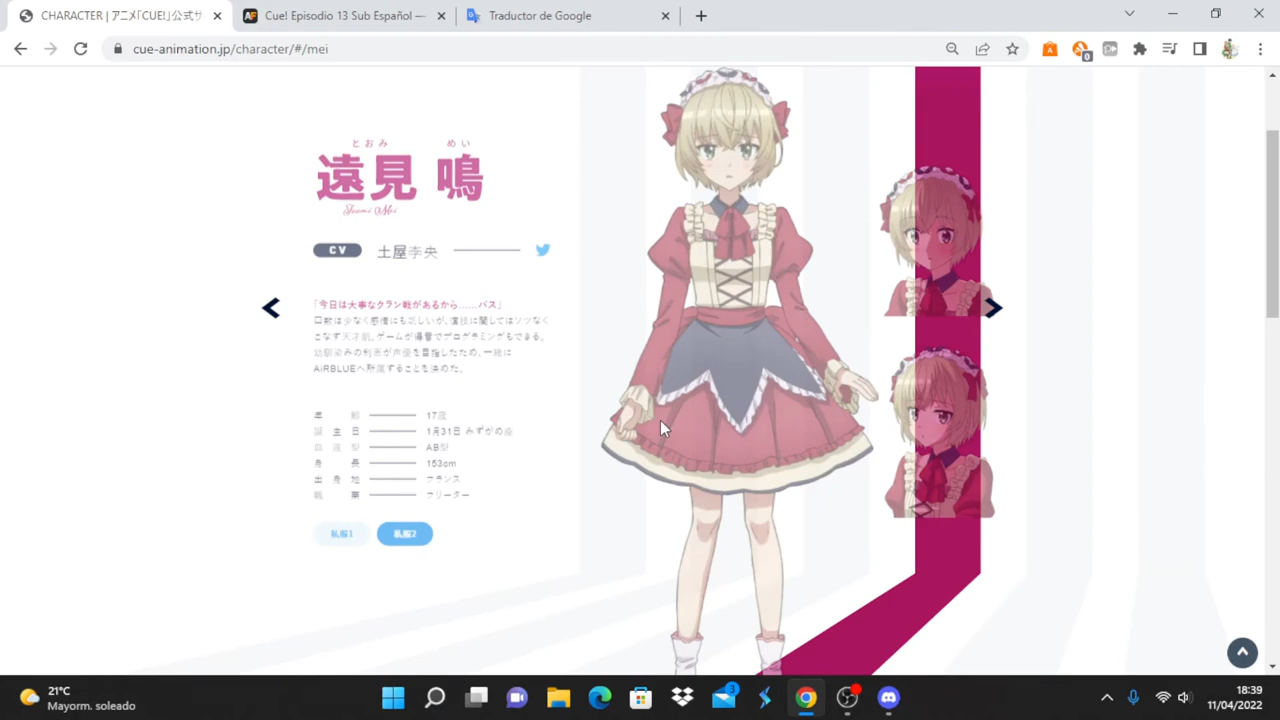 CHARACTER | アニメ「CUE!」公式サ
Cue! Episodio 13 Sub Español —
Traductor de Google
cue-animation.jp/character/#/mei
0
とおみ めい
遠見 鳴
CV 土屋李央
「今日は大事なクラン戦があるから……パス」
口数は少なく感情にも乏しいが、演技に関してはソツなく
こなす天才肌。ゲームが得意でプログラミングもできる。
幼馴染みの利恵が声優を目指したため、一緒に
AiRBLUEへ所属することを決めた。
年齢 17歳
誕生日 1月31日 みずがめ座
血液型 AB型
身長 153cm
出身地 フランス
職業 フリーター
私服1 私服2
21°C
Mayorm. soleado
3
18:39
11/04/2022